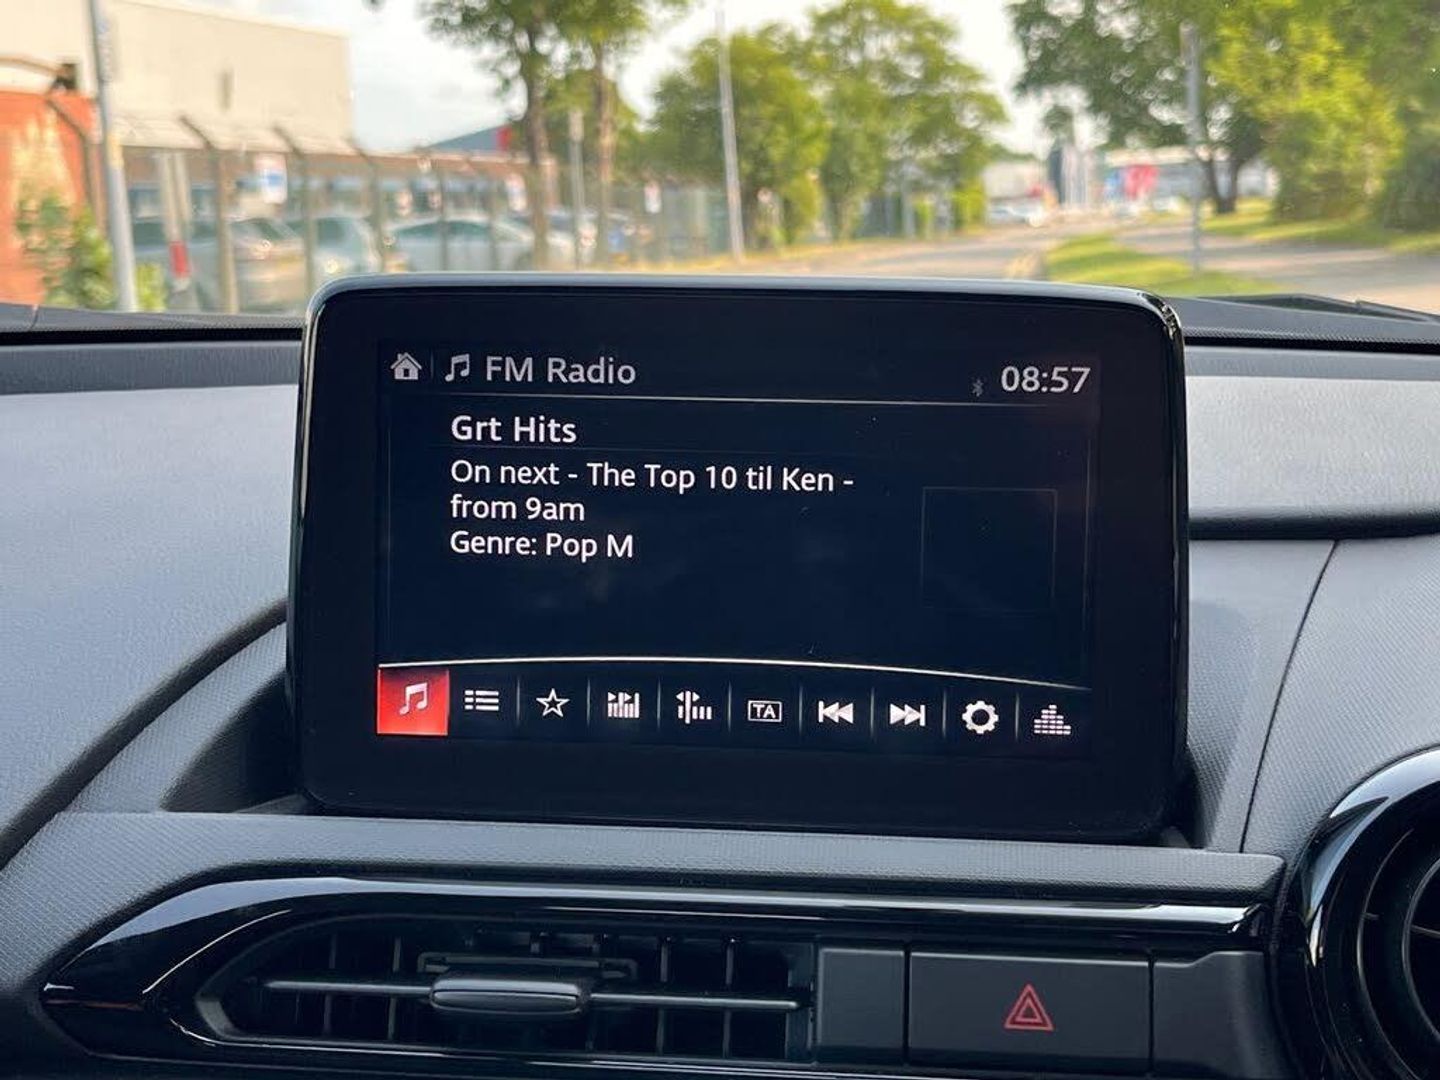 FM Radio
08:57
Grt Hits
On next - The Top 10 til Ken -
from 9am
Genre: Pop M
TA